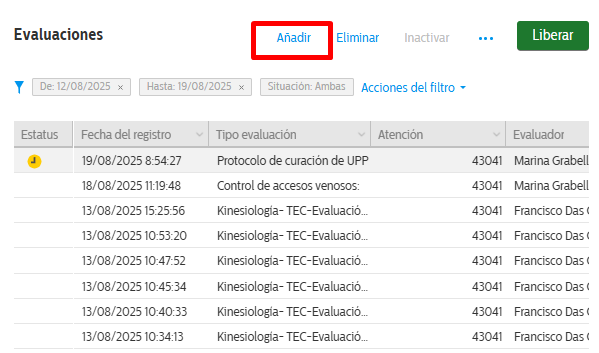 Evaluaciones Añadir Eliminar Inactivar ... Liberar
De: 12/08/2025 × Hasta: 19/08/2025 × Situación: Ambas Acciones del filtro
Estatus Fecha del registro Tipo evaluación Atención Evaluador
19/08/2025 8:54:27 Protocolo de curación de UPP 43041 Marina Grabell
18/08/2025 11:19:48 Control de accesos venosos: 43041 Marina Grabell
13/08/2025 15:25:56 Kinesiología- TEC-Evaluació... 43041 Francisco Das
13/08/2025 10:53:20 Kinesiología- TEC-Evaluació... 43041 Francisco Das
13/08/2025 10:47:52 Kinesiología- TEC-Evaluació... 43041 Francisco Das
13/08/2025 10:45:34 Kinesiología- TEC-Evaluació... 43041 Francisco Das
13/08/2025 10:40:33 Kinesiología- TEC-Evaluació... 43041 Francisco Das
13/08/2025 10:34:13 Kinesiología- TEC-Evaluació... 43041 Francisco Das